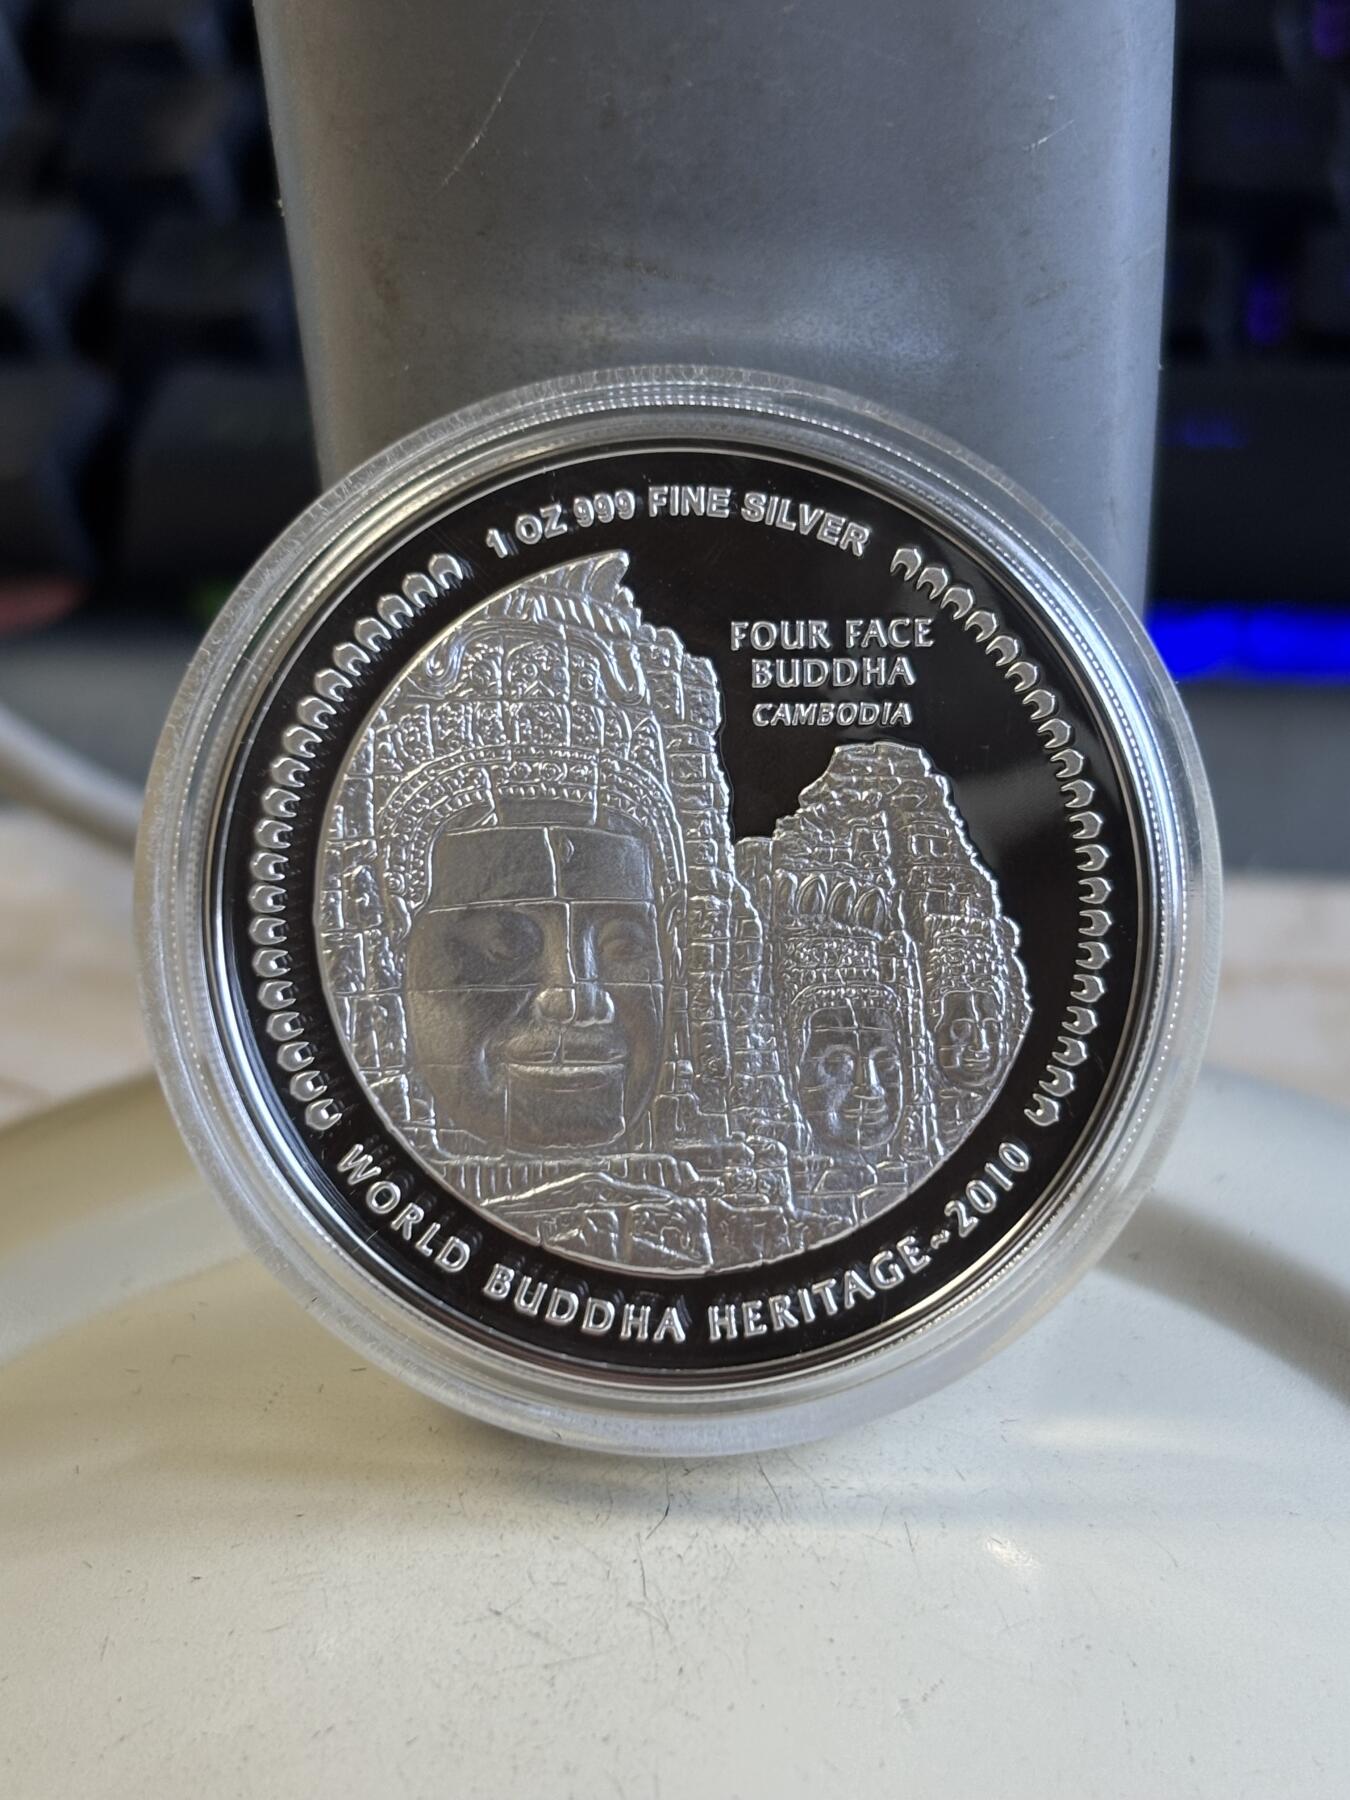 1 OZ 999 FINE SILVER
FOUR FACE
BUDDHA
CAMBODIA
WORLD BUDDHA HERITAGE~2010